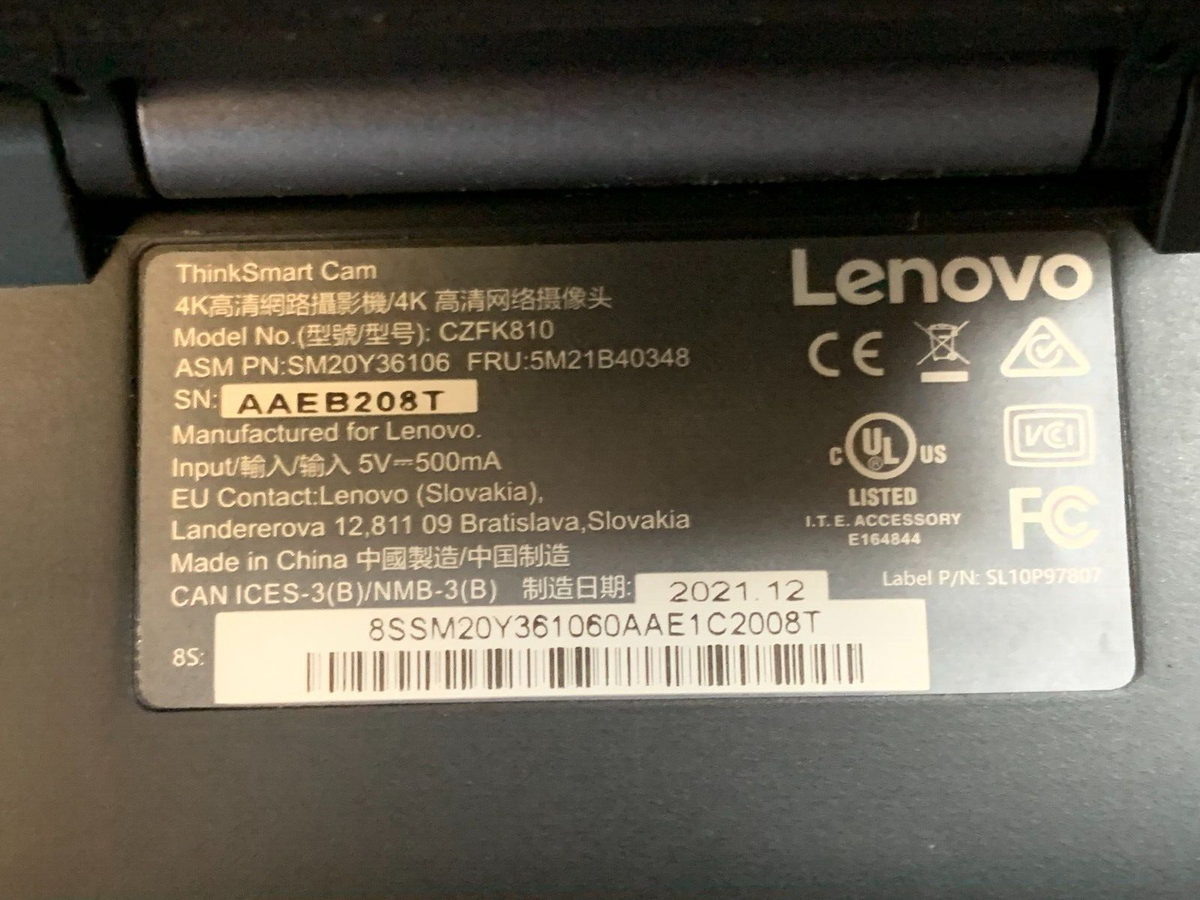 ThinkSmart Cam
4K高清網路攝影機/4K 高清网络摄像头
Model No.(型號/型号): CZFK810
ASM PN:SM20Y36106 FRU:5M21B40348
SN: AAEB208T
Manufactured for Lenovo.
Input/輸入/输入 5V⎓500mA
EU Contact:Lenovo (Slovakia),
Landererova 12,811 09 Bratislava,Slovakia
Made in China 中國製造/中国制造
CAN ICES-3(B)/NMB-3(B) 制造日期: 2021.12
8SSM20Y361060AAE1C2008T
8S:
Lenovo
CE
C UL US
®
LISTED
I.T.E. ACCESSORY
E164844
VCCI
FC
Label P/N: SL10P97807